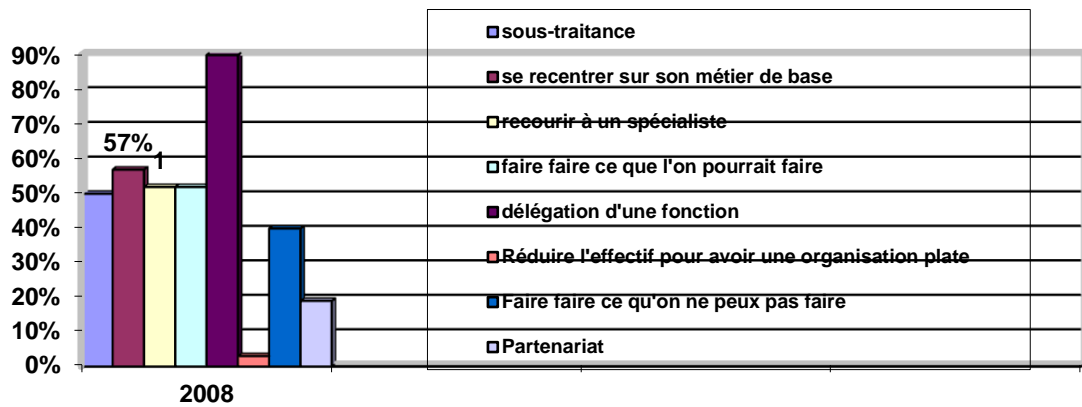 sous-traitance
90%
se recentrer sur son métier de base
80%
70%
recourir à un spécialiste
57%
1
60%
faire faire ce que l'on pourrait faire
50%
délégation d'une fonction
40%
30%
Réduire l'effectif pour avoir une organisation plate
20%
Faire faire ce qu'on ne peux pas faire
10%
Partenariat
0%
2008